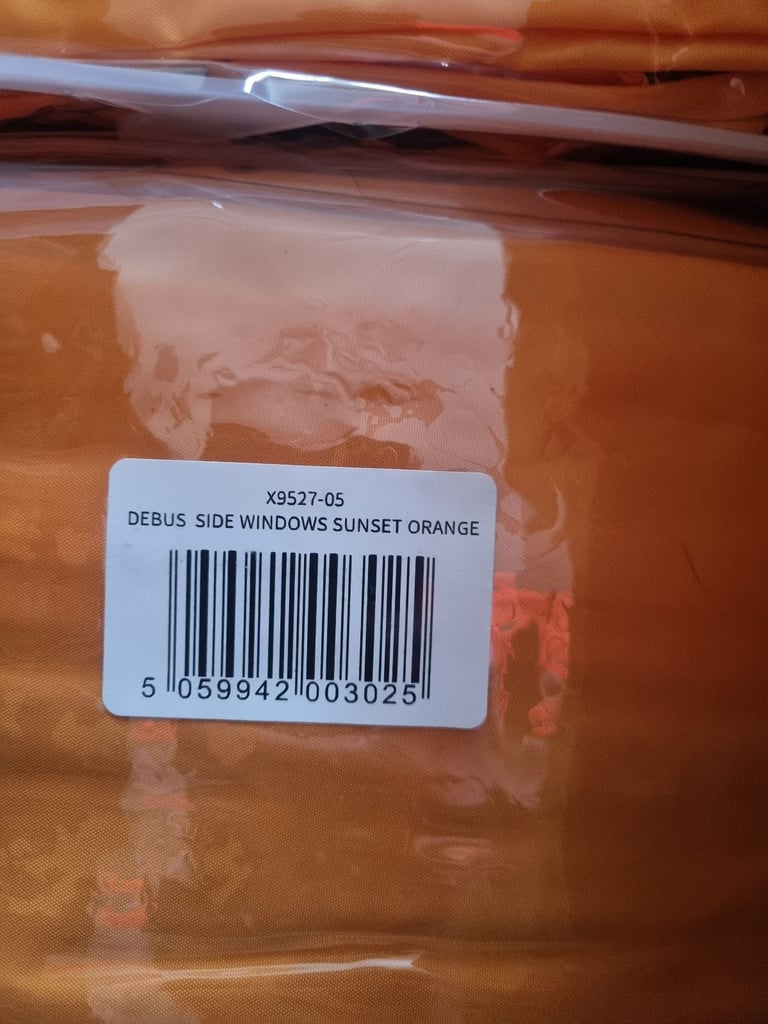 X9527-05
DEBUS SIDE WINDOWS SUNSET ORANGE
5 059942 003025